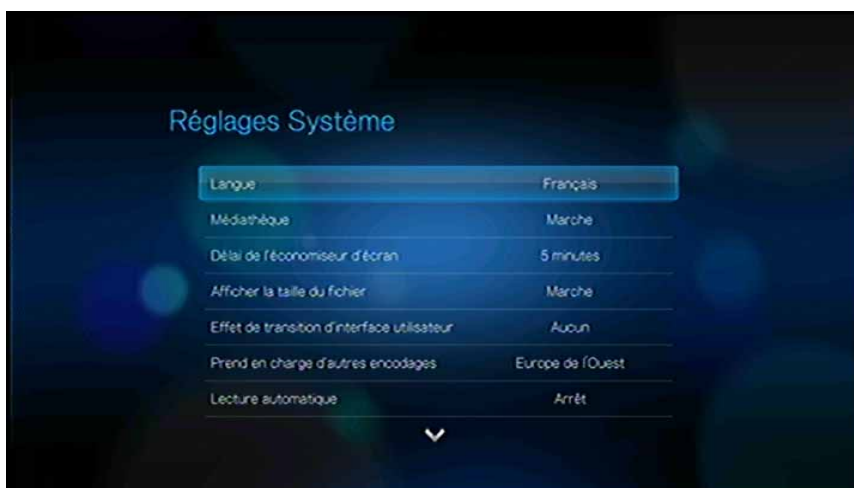 Réglages Système
Langue Français
Médiathèque Marche
Délai de l'économiseur d'écran 5 minutes
Afficher la taille du fichier Marche
Effet de transition d'interface utilisateur Aucun
Prend en charge d'autres encodages Europe de l'Ouest
Lecture automatique Arrêt